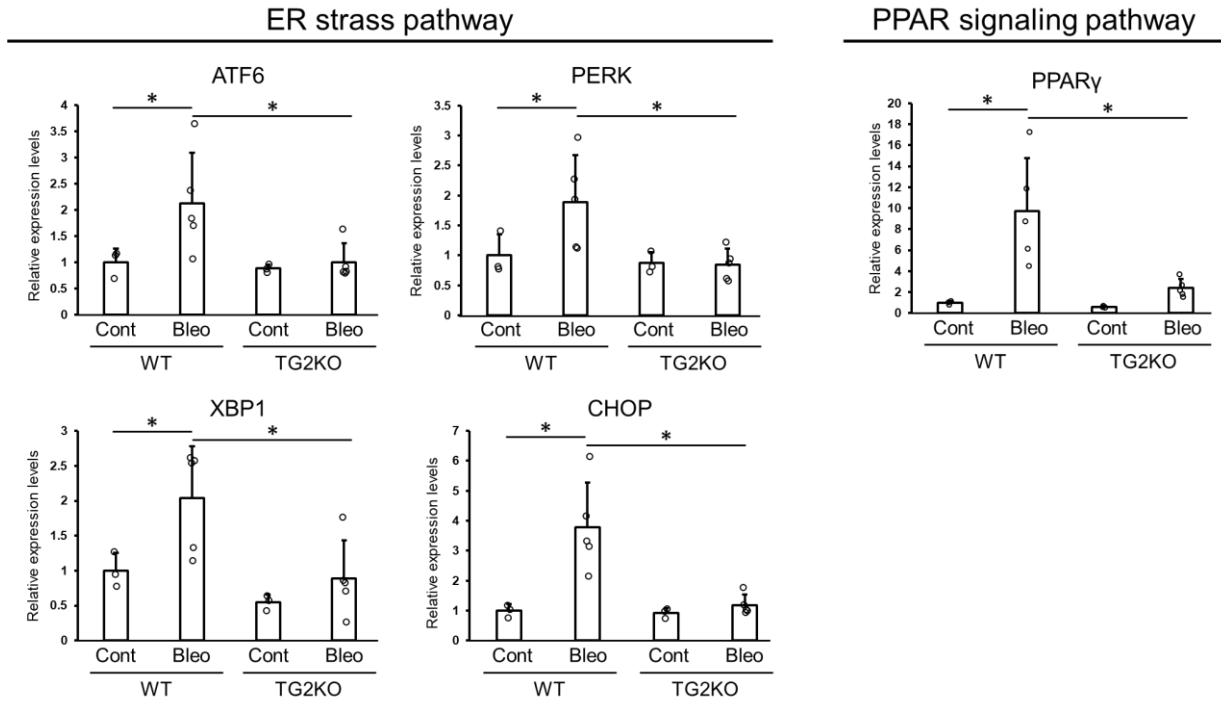 ER strass pathway
PPAR signaling pathway
ATF6
*
*
Relative expression levels
4
3.5
3
2.5
2
1.5
1
0.5
0
Cont Bleo Cont Bleo
WT TG2KO
PERK
*
*
Relative expression levels
3.5
3
2.5
2
1.5
1
0.5
0
Cont Bleo Cont Bleo
WT TG2KO
PPARγ
*
*
Relative expression levels
20
18
16
14
12
10
8
6
4
2
0
Cont Bleo Cont Bleo
WT TG2KO
XBP1
*
*
Relative expression levels
3
2.5
2
1.5
1
0.5
0
Cont Bleo Cont Bleo
WT TG2KO
CHOP
*
*
Relative expression levels
7
6
5
4
3
2
1
0
Cont Bleo Cont Bleo
WT TG2KO